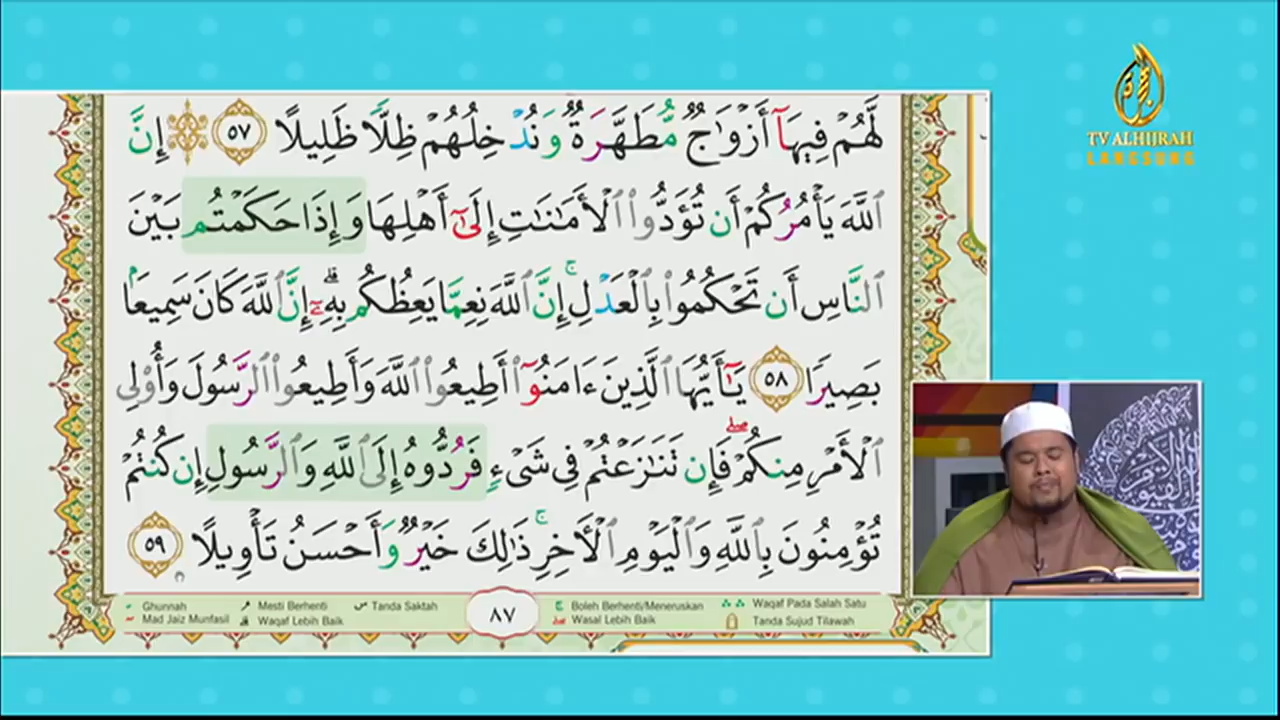 لَّهُمْ فِيهَآ أَزْوَٰجٌ مُّطَهَّرَةٌ وَنُدْخِلُهُمْ ظِلًّا ظَلِيلًا ٥٧ إِنَّ
ٱللَّهَ يَأْمُرُكُمْ أَن تُؤَدُّوا۟ ٱلْأَمَـٰنَـٰتِ إِلَىٰٓ أَهْلِهَا وَإِذَا حَكَمْتُم بَيْنَ
ٱلنَّاسِ أَن تَحْكُمُوا۟ بِٱلْعَدْلِ ۚ إِنَّ ٱللَّهَ نِعِمَّا يَعِظُكُم بِهِۦٓ ۗ إِنَّ ٱللَّهَ كَانَ سَمِيعًۢا
بَصِيرًا ٥٨ يَـٰٓأَيُّهَا ٱلَّذِينَ ءَامَنُوٓا۟ أَطِيعُوا۟ ٱللَّهَ وَأَطِيعُوا۟ ٱلرَّسُولَ وَأُو۟لِى
ٱلْأَمْرِ مِنكُمْ ۖ فَإِن تَنَـٰزَعْتُمْ فِى شَىْءٍ فَرُدُّوهُ إِلَى ٱللَّهِ وَٱلرَّسُولِ إِن كُنتُمْ
تُؤْمِنُونَ بِٱللَّهِ وَٱلْيَوْمِ ٱلْـَٔاخِرِ ۚ ذَٰلِكَ خَيْرٌ وَأَحْسَنُ تَأْوِيلًا ٥٩
Ghunnah Mesti Berhenti Tanda Saktah ٨٧ Boleh Berhenti/Meneruskan Waqaf Pada Salah Satu
Mad Jaiz Munfasil Waqaf Lebih Baik Wasal Lebih Baik Tanda Sujud Tilawah
TV ALHIJRAH
LANGSUNG